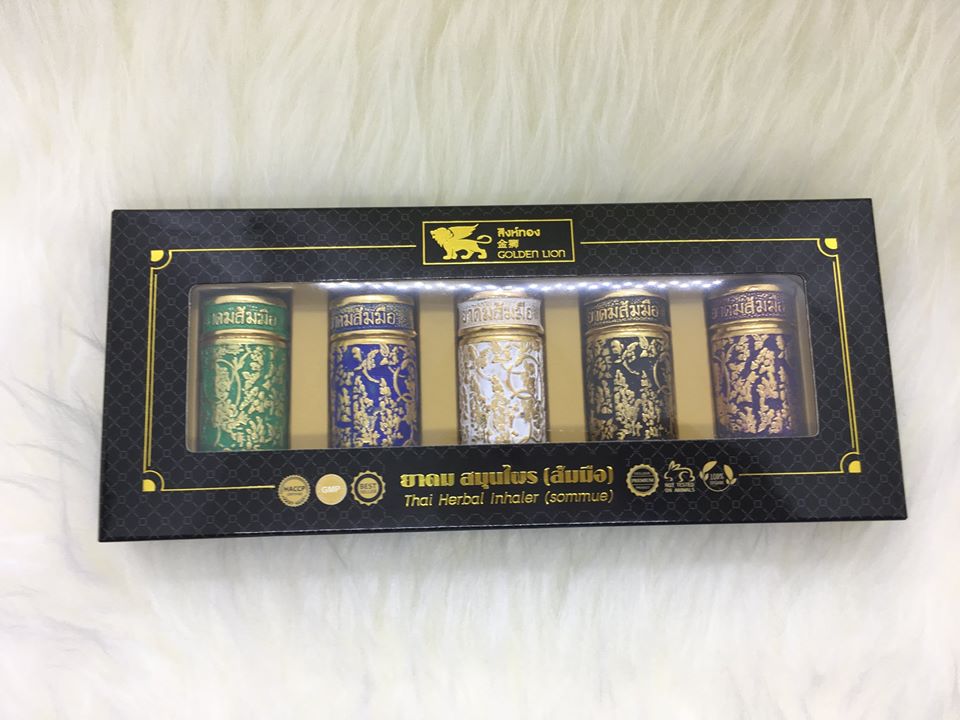 สิงห์ทอง
金狮
GOLDEN LION
ยาดมส้มมือ
ยาดมส้มมือ
ยาดมส้มมือ
ยาดมส้มมือ
ยาดมส้มมือ
HACCP
GMP
BEST
ยาดม สมุนไพร (ส้มมือ)
Thai Herbal Inhaler (sommue)
PREMIUM
NOT TESTED
ON ANIMALS
100%